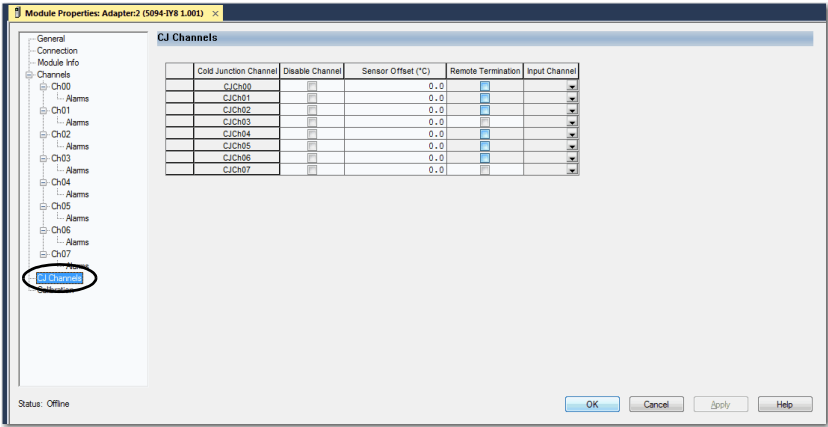 Module Properties: Adapter:2 (5094-IY8 1.001) ×
General
Connection
Module Info
Channels
Ch00
Alarms
Ch01
Alarms
Ch02
Alarms
Ch03
Alarms
Ch04
Alarms
Ch05
Alarms
Ch06
Alarms
Ch07
Alarms
CJ Channels
Calibration
CJ Channels
Cold Junction Channel Disable Channel Sensor Offset (°C) Remote Termination Input Channel
CJCh00 0.0
CJCh01 0.0
CJCh02 0.0
CJCh03 0.0
CJCh04 0.0
CJCh05 0.0
CJCh06 0.0
CJCh07 0.0
Status: Offline
OK Cancel Apply Help